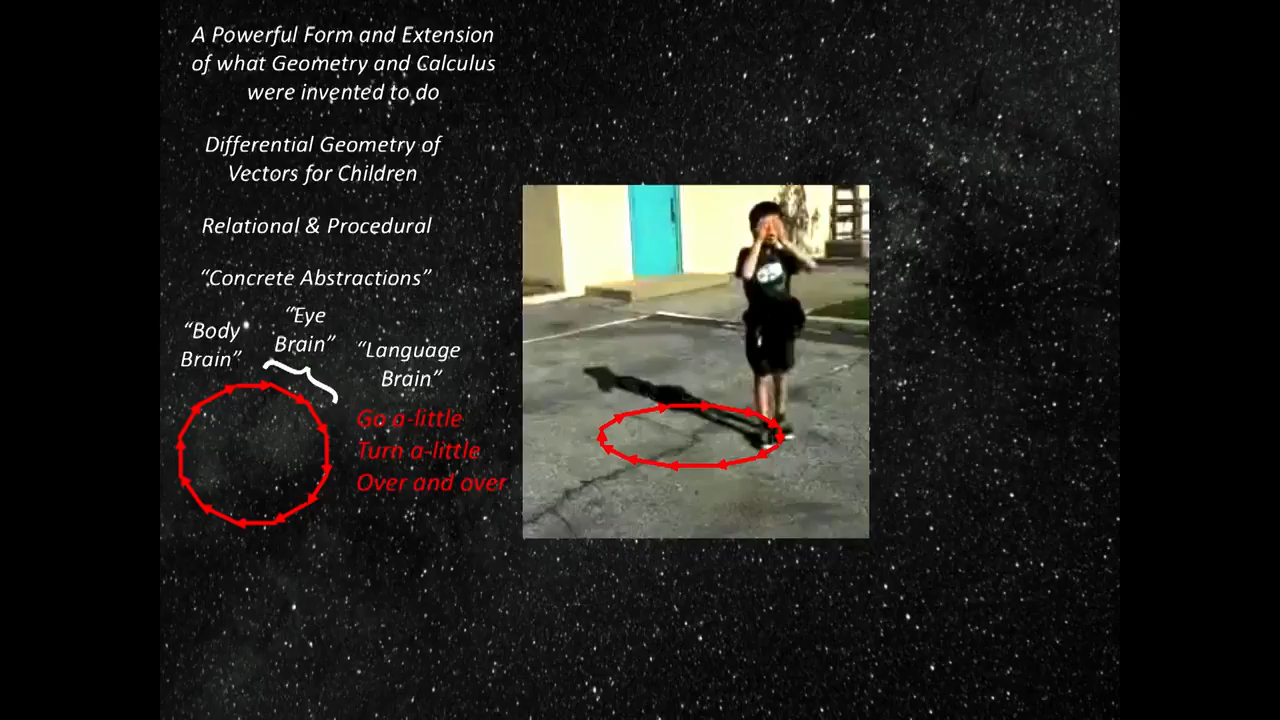 A Powerful Form and Extension
of what Geometry and Calculus
were invented to do
Differential Geometry of
Vectors for Children
Relational & Procedural
“Concrete Abstractions”
“Body
Brain”
“Eye
Brain”
“Language
Brain”
Go a-little
Turn a-little
Over and over